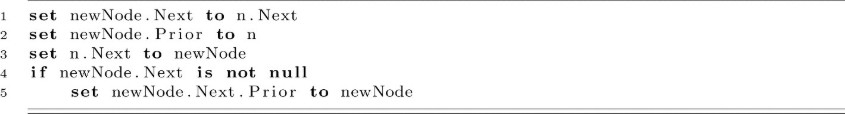 1 set newNode.Next to n.Next
2 set newNode.Prior to n
3 set n.Next to newNode
4 if newNode.Next is not null
5 set newNode.Next.Prior to newNode